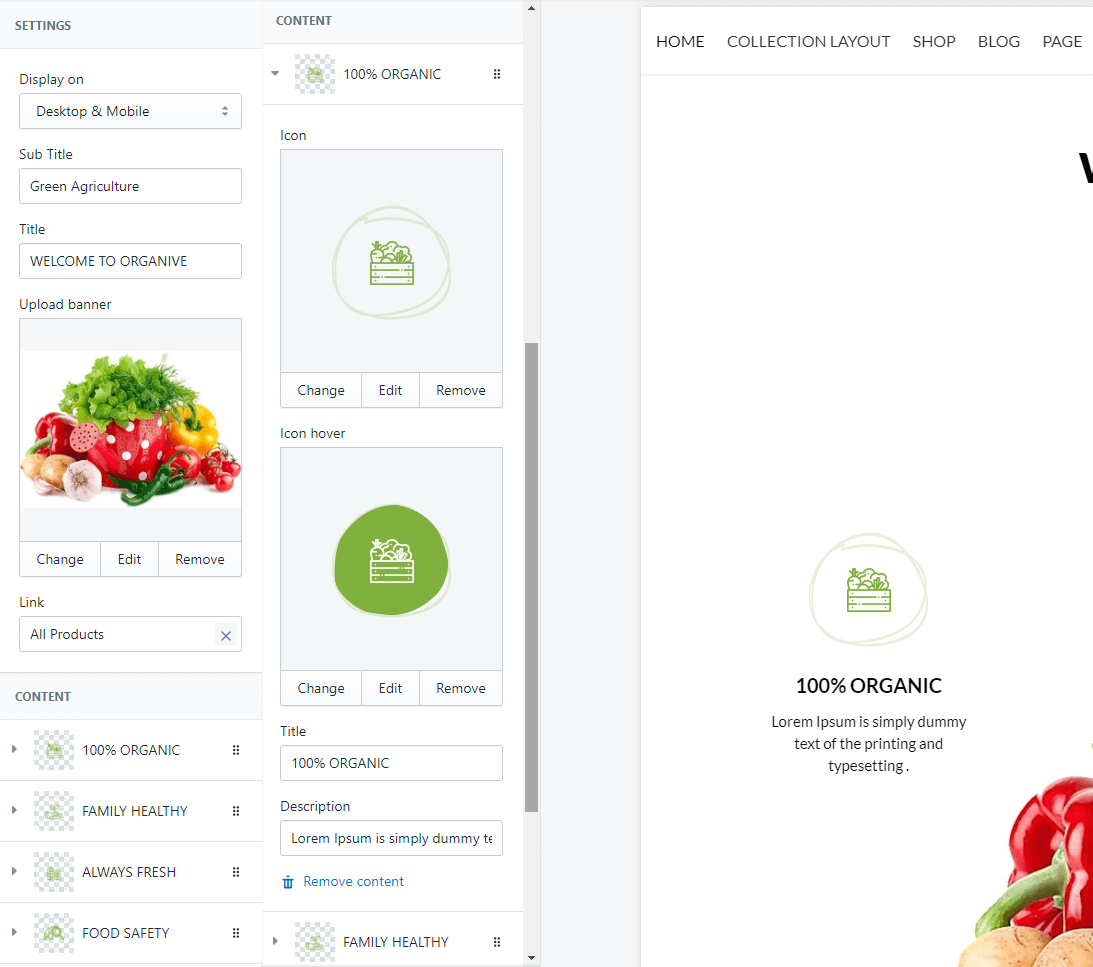 SETTINGS
Display on
Desktop & Mobile
Sub Title
Green Agriculture
Title
WELCOME TO ORGANIVE
Upload banner
Change Edit Remove
Link
All Products
CONTENT
100% ORGANIC
FAMILY HEALTHY
ALWAYS FRESH
FOOD SAFETY
CONTENT
100% ORGANIC
Icon
Change Edit Remove
Icon hover
Change Edit Remove
Title
100% ORGANIC
Description
Lorem Ipsum is simply dummy te
Remove content
FAMILY HEALTHY
HOME COLLECTION LAYOUT SHOP BLOG PAGE
100% ORGANIC
Lorem Ipsum is simply dummy
text of the printing and
typesetting .